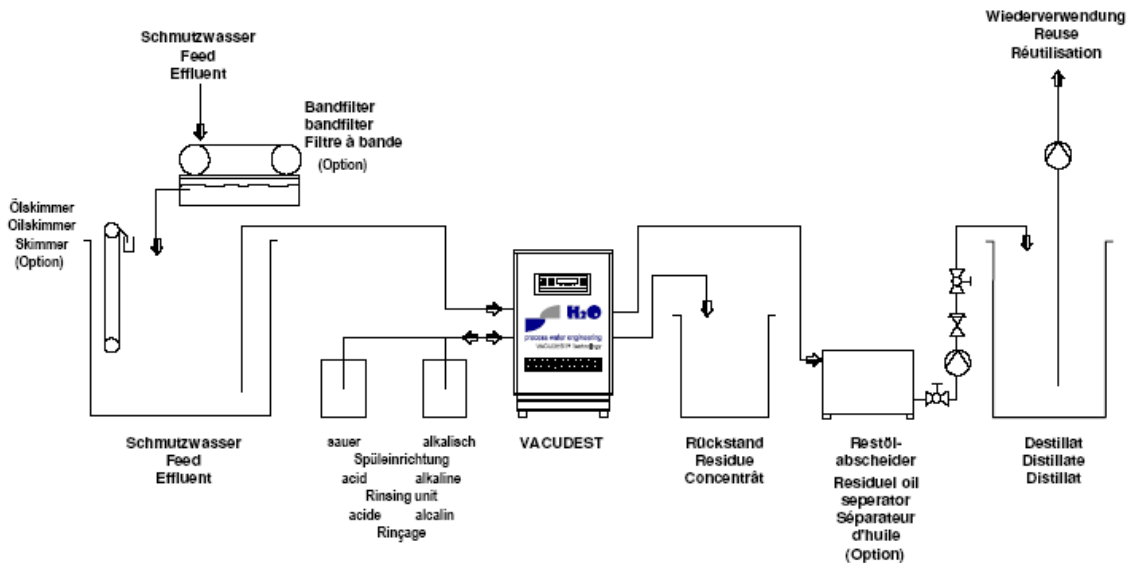 Schmutzwasser
Feed
Effluent
Wiederverwendung
Reuse
Réutilisation
Bandfilter
bandfilter
Filtre à bande
(Option)
Ölskimmer
Oilskimmer
Skimmer
(Option)
H₂O
process water engineering
VACUDEST® Technology
Schmutzwasser
Feed
Effluent
sauer alkalisch
Spüleinrichtung
acid alkaline
Rinsing unit
acide alcalin
Rinçage
VACUDEST
Rückstand
Residue
Concentrât
Restöl-
abscheider
Residuel oil
seperator
Séparateur
d'huile
(Option)
Destillat
Distillate
Distillat